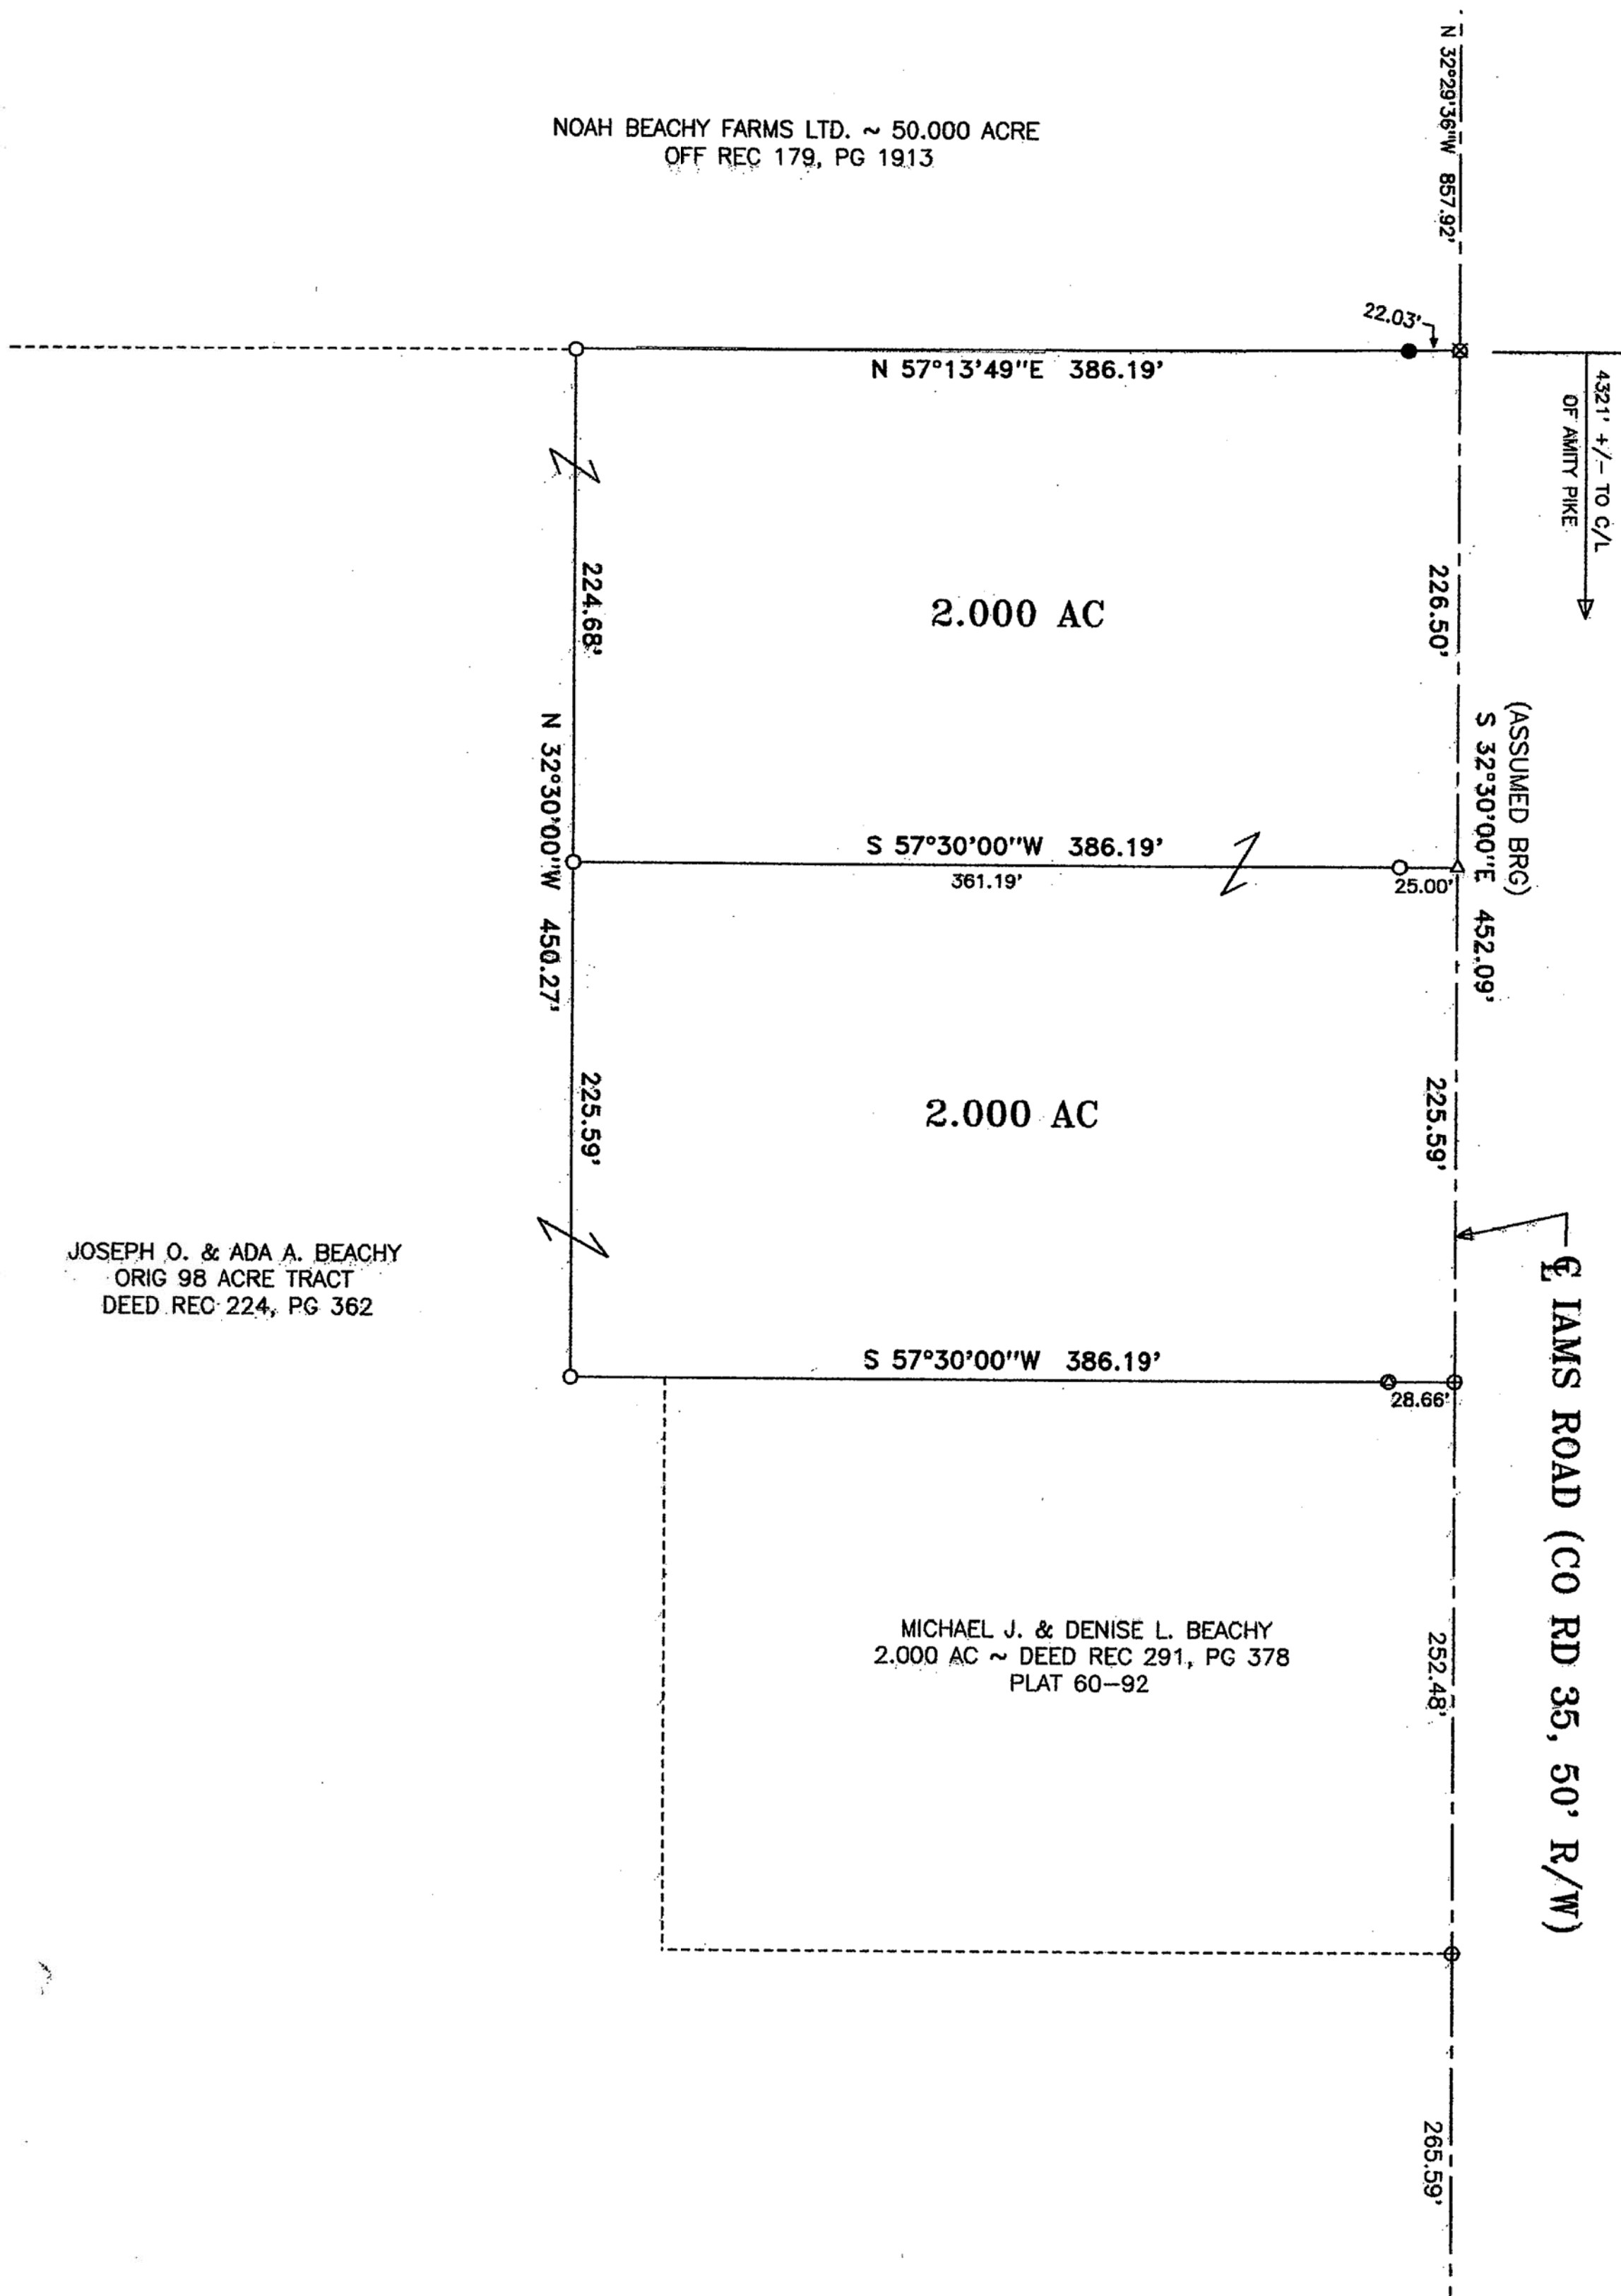 N 32°29'36"W 857.92'
NOAH BEACHY FARMS LTD. ~ 50.000 ACRE
OFF REC 179, PG 1913
22.03'
4321' +/- TO C/L
OF AMITY PIKE
N 57°13'49"E 386.19'
224.68'
2.000 AC
226.50'
(ASSUMED BRG)
S 32°30'00"E 452.09'
N 32°30'00"W 450.27'
S 57°30'00"W 386.19'
361.19'
25.00'
225.59'
2.000 AC
225.59'
JOSEPH O. & ADA A. BEACHY
ORIG 98 ACRE TRACT
DEED REC 224, PG 362
℄ IAMS ROAD (CO RD 35, 50' R/W)
S 57°30'00"W 386.19'
28.66'
MICHAEL J. & DENISE L. BEACHY
2.000 AC ~ DEED REC 291, PG 378
PLAT 60-92
252.48'
265.59'